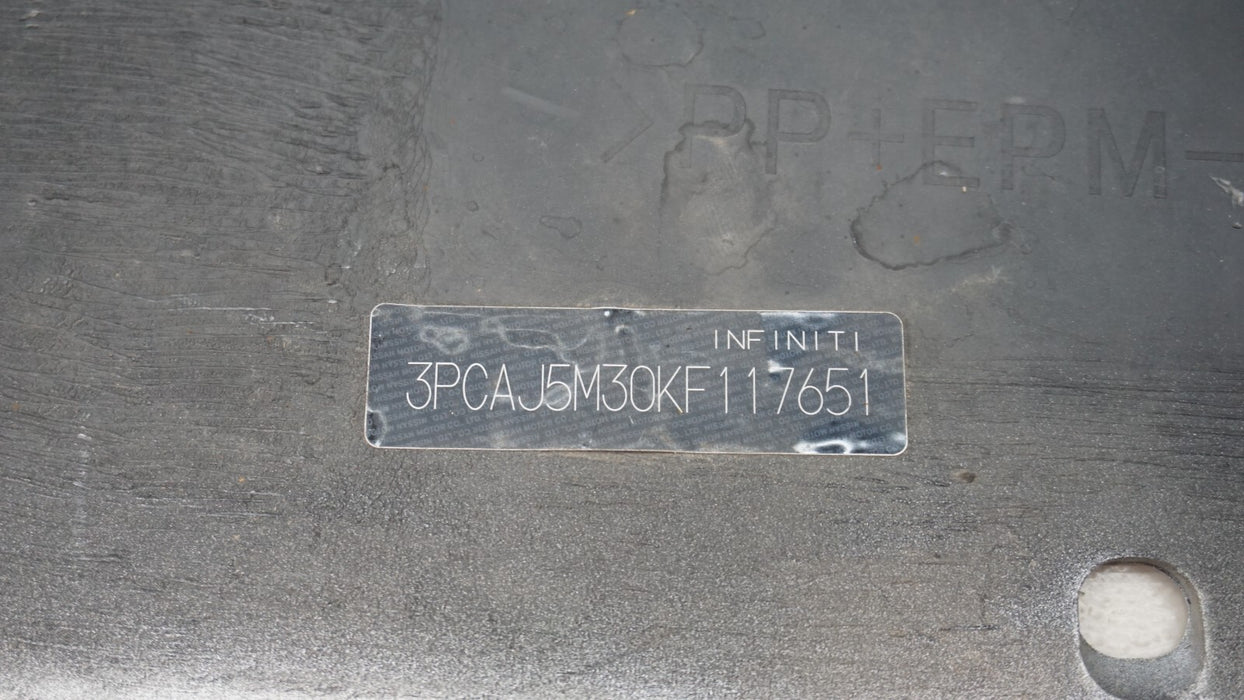 >PP+EPM-
INFINITI
3PCAJ5M30KF117651